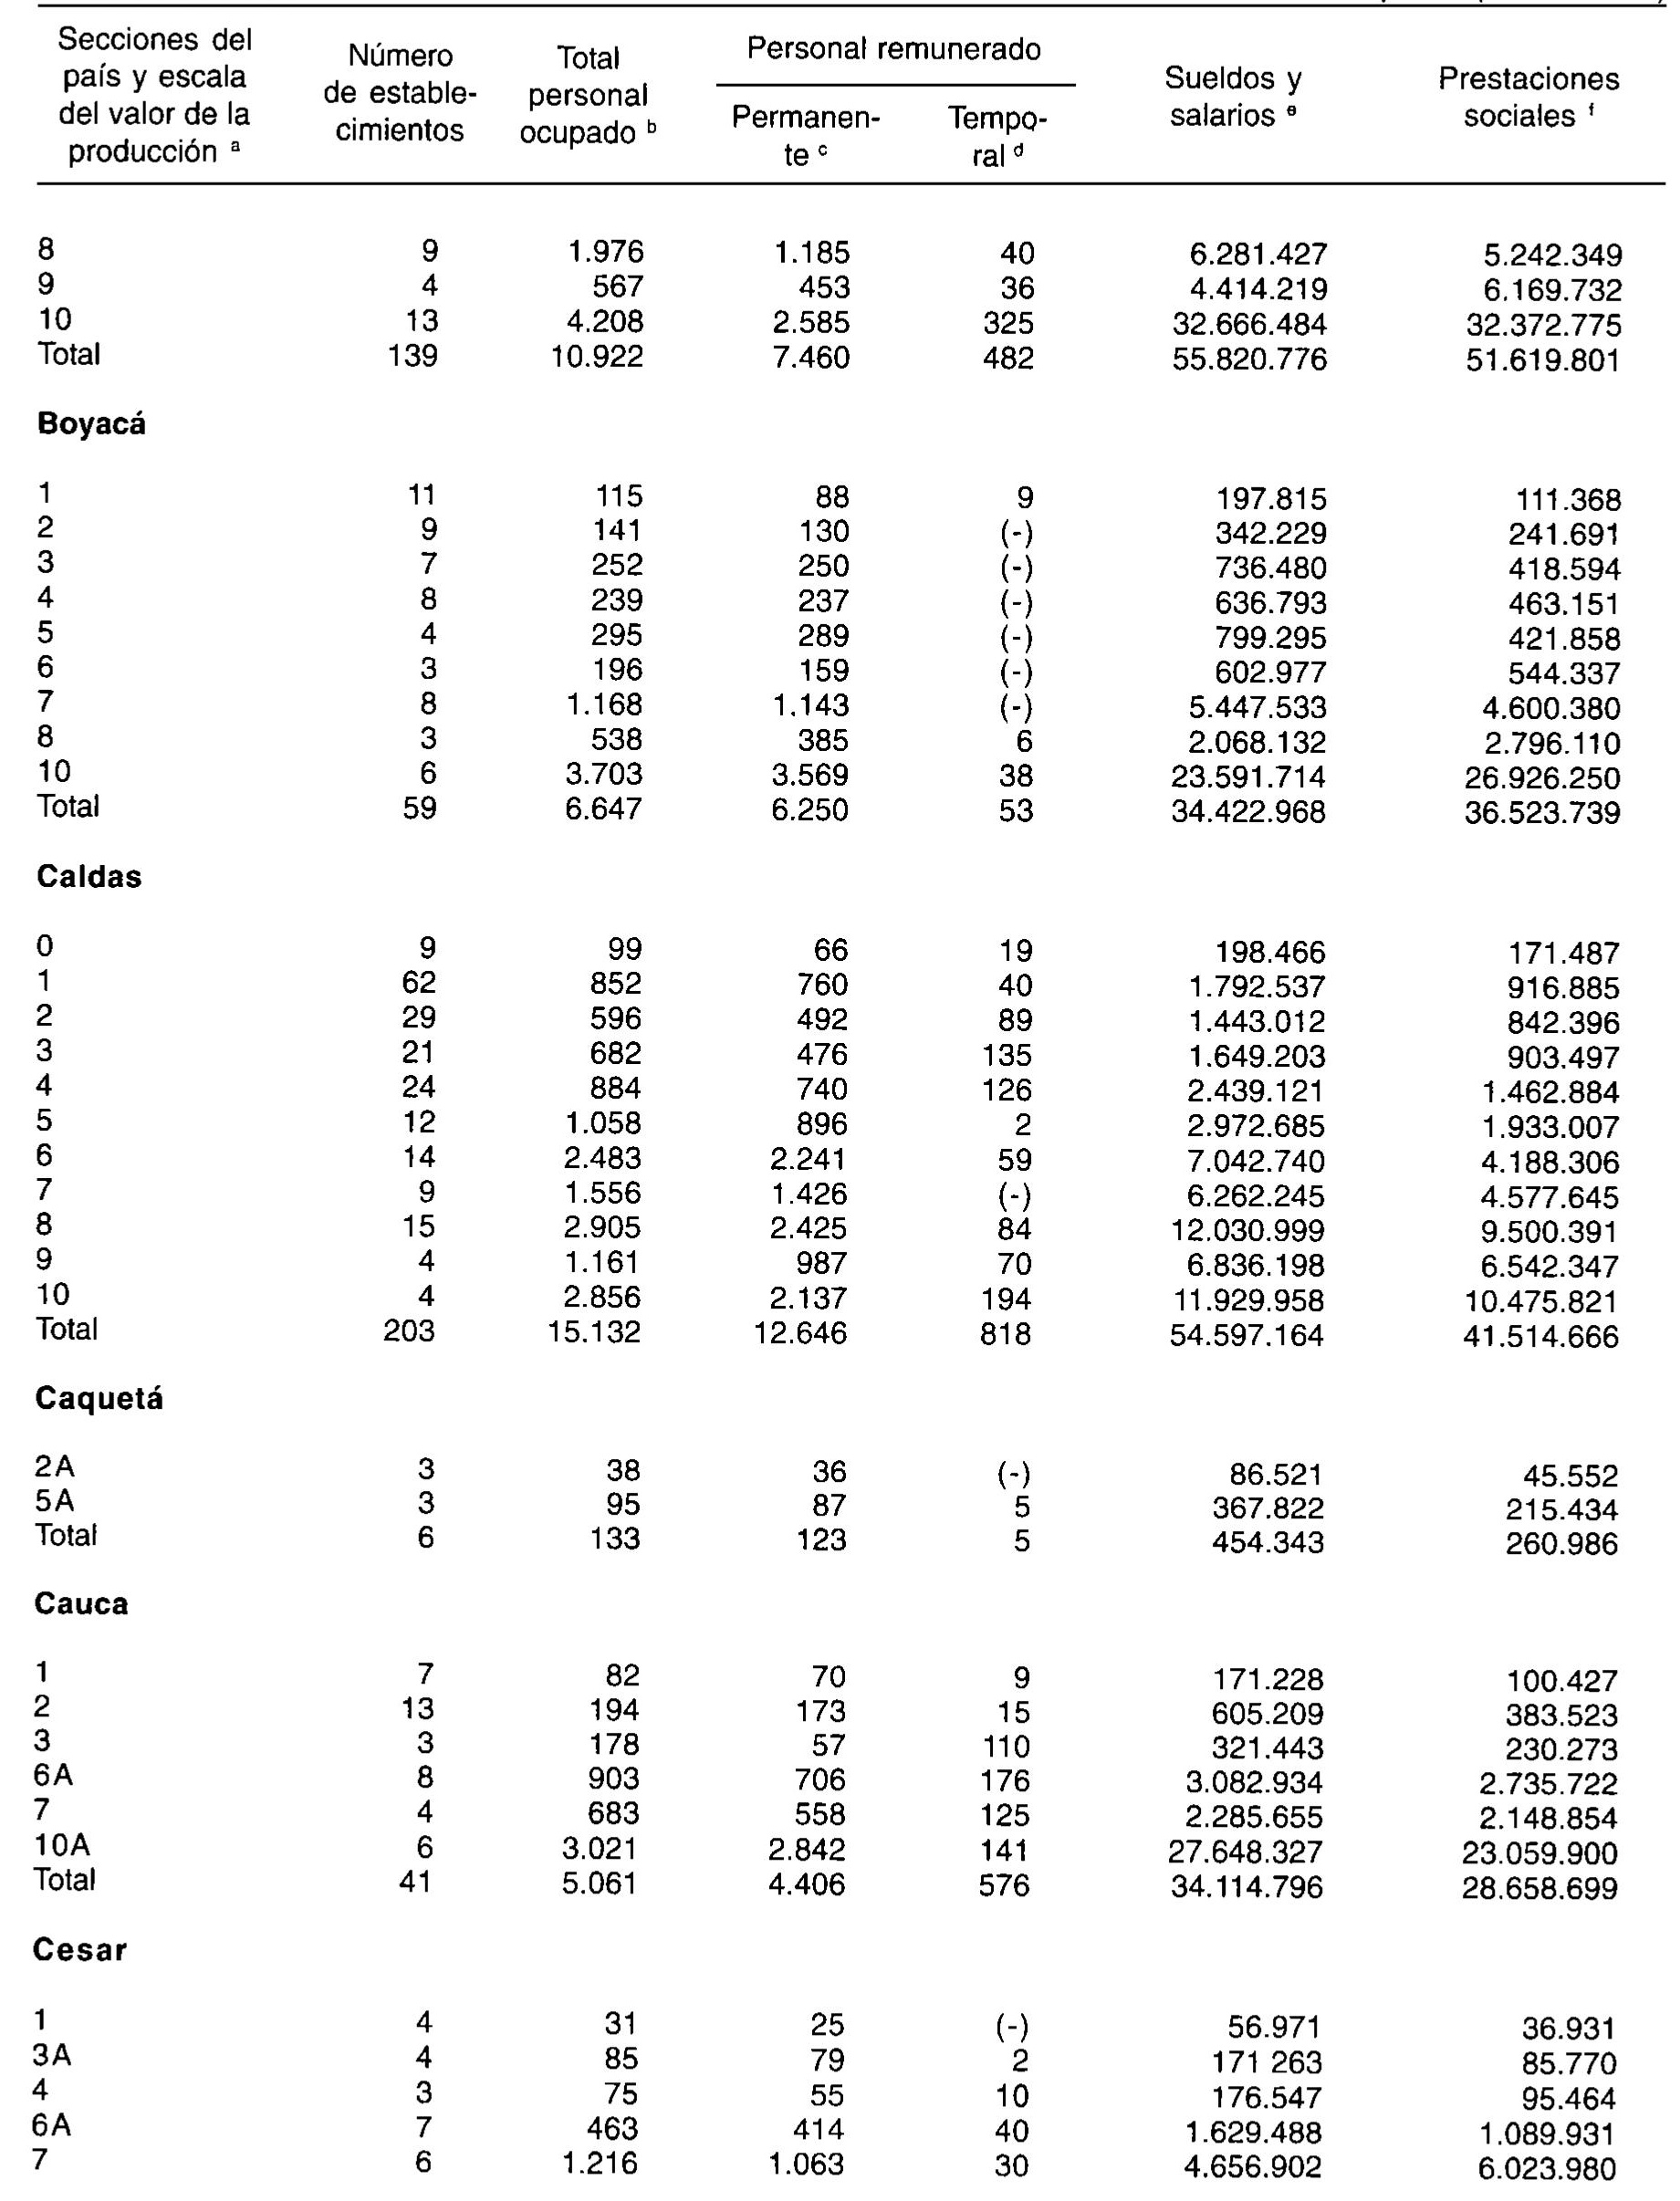 Secciones del país y escala del valor de la producción a | Número de estable-cimientos | Total personal ocupado b | Personal remunerado | Sueldos y salarios e | Prestaciones sociales f
Permanen-te c | Tempo-ral d
8 9 1.976 1.185 40 6.281.427 5.242.349
9 4 567 453 36 4.414.219 6.169.732
10 13 4.208 2.585 325 32.666.484 32.372.775
Total 139 10.922 7.460 482 55.820.776 51.619.801
Boyacá
1 11 115 88 9 197.815 111.368
2 9 141 130 (-) 342.229 241.691
3 7 252 250 (-) 736.480 418.594
4 8 239 237 (-) 636.793 463.151
5 4 295 289 (-) 799.295 421.858
6 3 196 159 (-) 602.977 544.337
7 8 1.168 1.143 (-) 5.447.533 4.600.380
8 3 538 385 6 2.068.132 2.796.110
10 6 3.703 3.569 38 23.591.714 26.926.250
Total 59 6.647 6.250 53 34.422.968 36.523.739
Caldas
0 9 99 66 19 198.466 171.487
1 62 852 760 40 1.792.537 916.885
2 29 596 492 89 1.443.012 842.396
3 21 682 476 135 1.649.203 903.497
4 24 884 740 126 2.439.121 1.462.884
5 12 1.058 896 2 2.972.685 1.933.007
6 14 2.483 2.241 59 7.042.740 4.188.306
7 9 1.556 1.426 (-) 6.262.245 4.577.645
8 15 2.905 2.425 84 12.030.999 9.500.391
9 4 1.161 987 70 6.836.198 6.542.347
10 4 2.856 2.137 194 11.929.958 10.475.821
Total 203 15.132 12.646 818 54.597.164 41.514.666
Caquetá
2A 3 38 36 (-) 86.521 45.552
5A 3 95 87 5 367.822 215.434
Total 6 133 123 5 454.343 260.986
Cauca
1 7 82 70 9 171.228 100.427
2 13 194 173 15 605.209 383.523
3 3 178 57 110 321.443 230.273
6A 8 903 706 176 3.082.934 2.735.722
7 4 683 558 125 2.285.655 2.148.854
10A 6 3.021 2.842 141 27.648.327 23.059.900
Total 41 5.061 4.406 576 34.114.796 28.658.699
Cesar
1 4 31 25 (-) 56.971 36.931
3A 4 85 79 2 171 263 85.770
4 3 75 55 10 176.547 95.464
6A 7 463 414 40 1.629.488 1.089.931
7 6 1.216 1.063 30 4.656.902 6.023.980